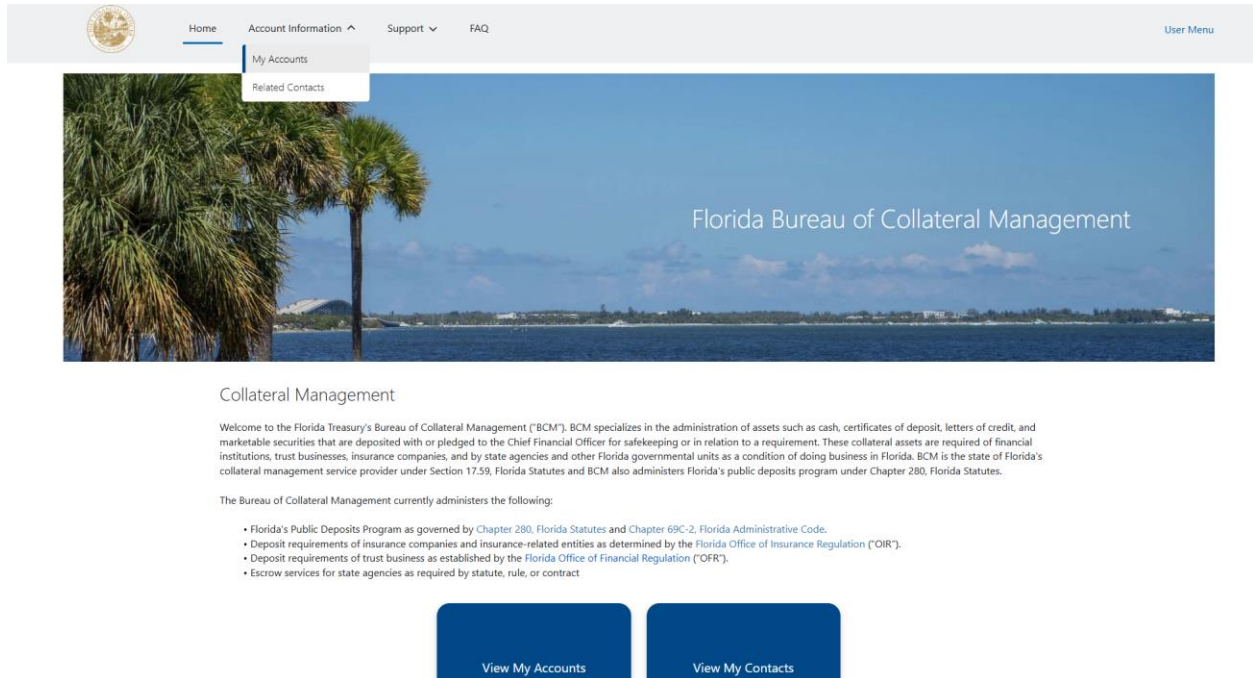 Home Account Information Support FAQ User Menu
My Accounts
Related Contacts
Florida Bureau of Collateral Management
Collateral Management
Welcome to the Florida Treasury's Bureau of Collateral Management ("BCM"). BCM specializes in the administration of assets such as cash, certificates of deposit, letters of credit, and
marketable securities that are deposited with or pledged to the Chief Financial Officer for safekeeping or in relation to a requirement. These collateral assets are required of financial
institutions, trust businesses, insurance companies, and by state agencies and other Florida governmental units as a condition of doing business in Florida. BCM is the state of Florida's
collateral management service provider under Section 17.59, Florida Statutes and BCM also administers Florida's public deposits program under Chapter 280, Florida Statutes.
The Bureau of Collateral Management currently administers the following:
• Florida's Public Deposits Program as governed by Chapter 280, Florida Statutes and Chapter 69C-2, Florida Administrative Code.
• Deposit requirements of insurance companies and insurance-related entities as determined by the Florida Office of Insurance Regulation ("OIR").
• Deposit requirements of trust business as established by the Florida Office of Financial Regulation ("OFR").
• Escrow services for state agencies as required by statute, rule, or contract
View My Accounts View My Contacts